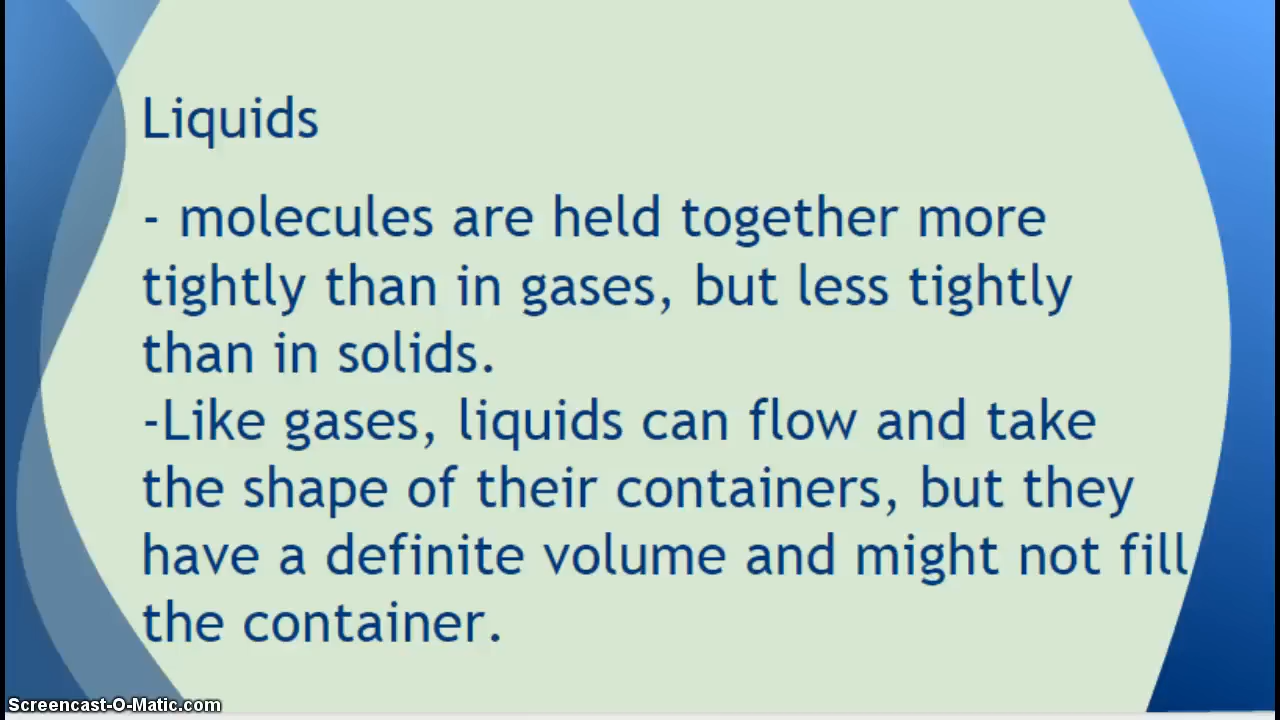 Liquids
- molecules are held together more
tightly than in gases, but less tightly
than in solids.
-Like gases, liquids can flow and take
the shape of their containers, but they
have a definite volume and might not fill
the container.
Screencast-O-Matic.com